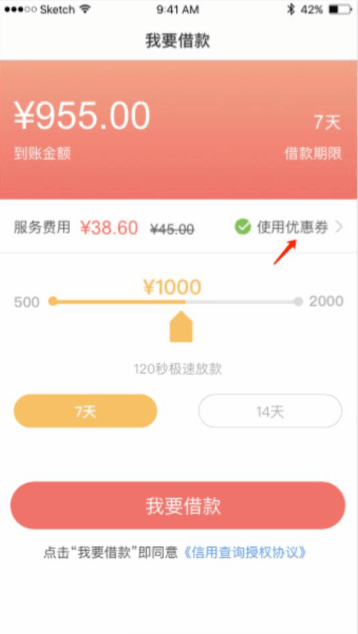 Sketch 9:41 AM 42%
我要借款
¥955.00 7天
到账金额 借款期限
服务费用 ¥38.60 ¥45.00 使用优惠券
¥1000
500 2000
120秒极速放款
7天 14天
我要借款
点击“我要借款”即同意《信用查询授权协议》